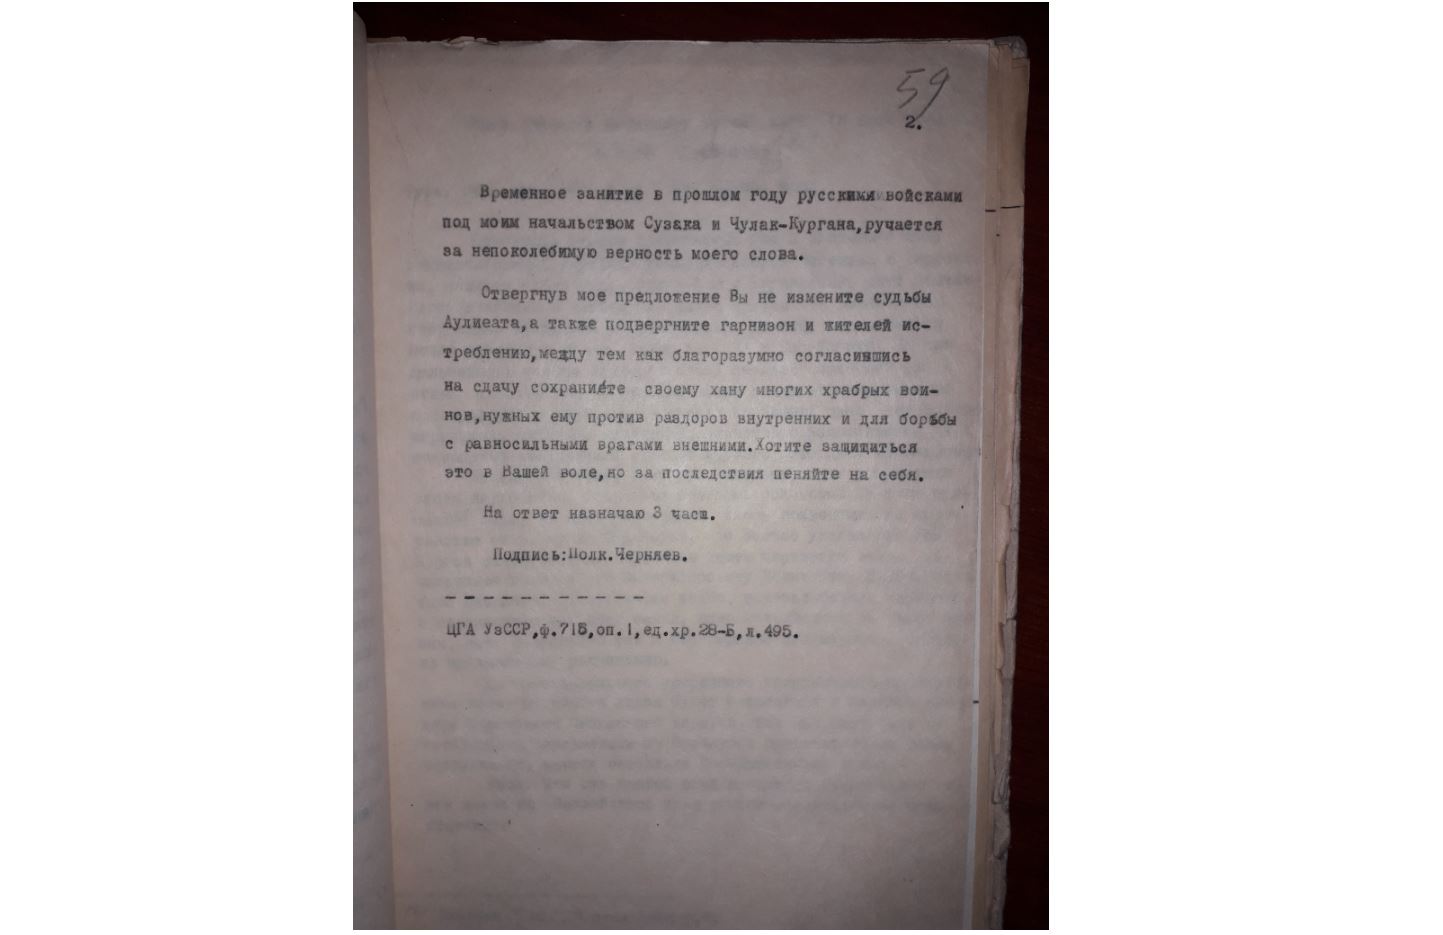 59
2.
Временное занитие в прошлом году русскими войсками
под моим начальством Сузака и Чулак-Кургана,ручается
за непоколебимую верность моего слова.
Отвергнув мое предложение Вы не измените судьбы
Аулиеата,а также подвергните гарнизон и жителей ис-
треблению,между тем как благоразумно согласившись
на сдачу сохраните своему хану многих храбрых вои-
нов,нужных ему против раздоров внутренних и для борьбы
с равносильными врагами внешними.Хотите защищиться
это в Вашей воле,но за последствия пеняйте на себя.
На ответ назначаю 3 часа.
Подпись:Полк.Черняев.
- - - - - - - - - - -
ЦГА УзССР,ф.715,оп.1,ед.хр.28-Б,л.495.